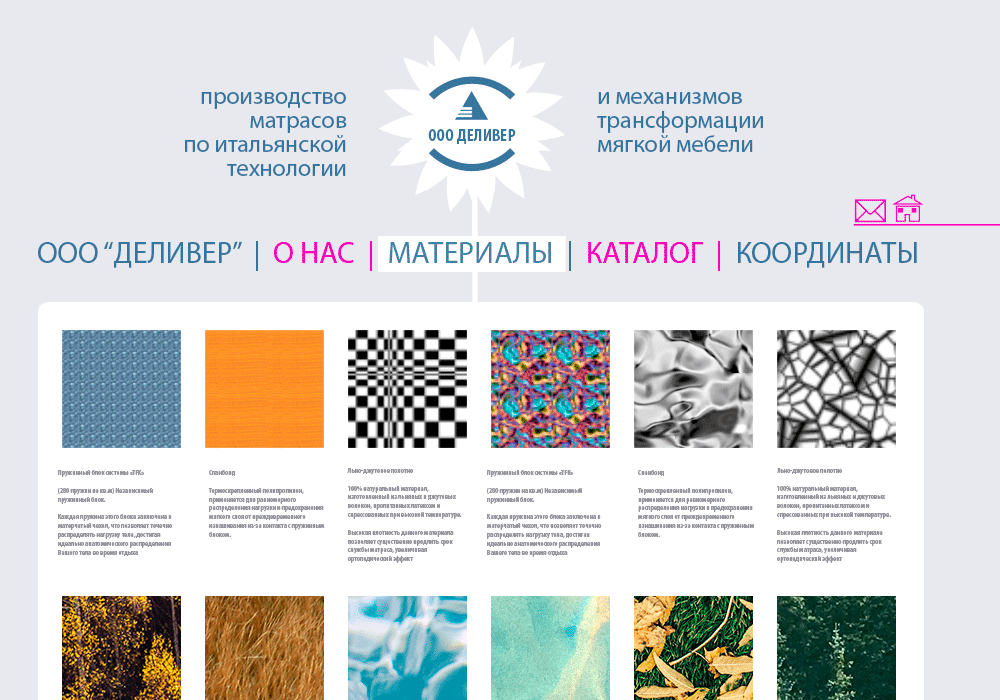 производство
матрасов
по итальянской
технологии
ООО ДЕЛИВЕР
и механизмов
трансформации
мягкой мебели
ООО “ДЕЛИВЕР” | О НАС | МАТЕРИАЛЫ | КАТАЛОГ | КООРДИНАТЫ
Пружинный блок системы «TFK»
(280 пружин на кв.м) Независимый
пружинный блок.
Каждая пружина этого блока заключена в
матерчатый чехол, что позволяет точечно
распределять нагрузку тела, достигая
идеально анатомического распределения
Вашего тела во время отдыха
Спанбонд
Термоскрепленный полипропилен,
применяется для равномерного
распределения нагрузки и предохранения
мягкого слоя от преждевременного
изнашивания из-за контакта с пружинным
блоком.
Льно-джутовое полотно
100% натуральный материал,
изготовленный из льняных и джутовых
волокон, пропитанных латексом и
спрессованных при высокой температуре.
Высокая плотность данного материала
позволяет существенно продлить срок
службы матраса, увеличивая
ортопедический эффект
Пружинный блок системы «TFK»
(280 пружин на кв.м) Независимый
пружинный блок.
Каждая пружина этого блока заключена в
матерчатый чехол, что позволяет точечно
распределять нагрузку тела, достигая
идеально анатомического распределения
Вашего тела во время отдыха
Спанбонд
Термоскрепленный полипропилен,
применяется для равномерного
распределения нагрузки и предохранения
мягкого слоя от преждевременного
изнашивания из-за контакта с пружинным
блоком.
Льно-джутовое полотно
100% натуральный материал,
изготовленный из льняных и джутовых
волокон, пропитанных латексом и
спрессованных при высокой температуре.
Высокая плотность данного материала
позволяет существенно продлить срок
службы матраса, увеличивая
ортопедический эффект